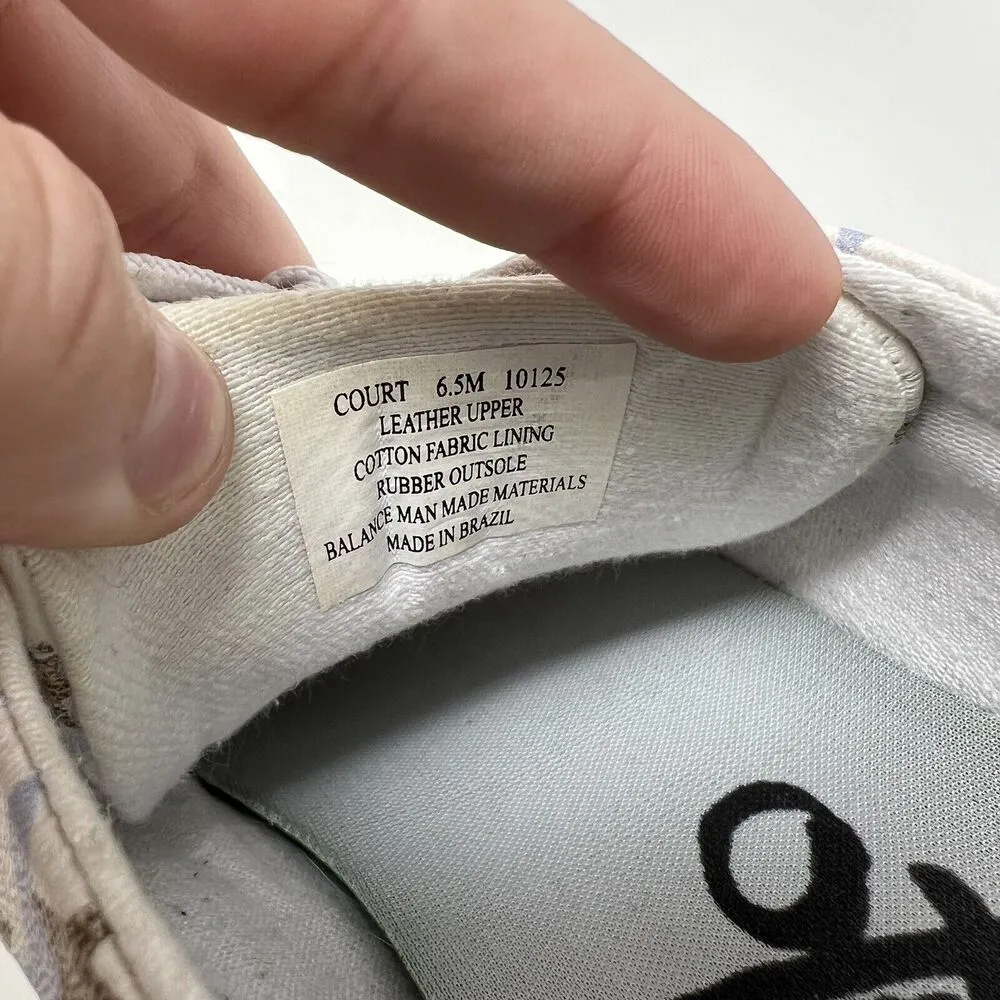 COURT 6.5M 10125
LEATHER UPPER
COTTON FABRIC LINING
RUBBER OUTSOLE
BALANCE MAN MADE MATERIALS
MADE IN BRAZIL